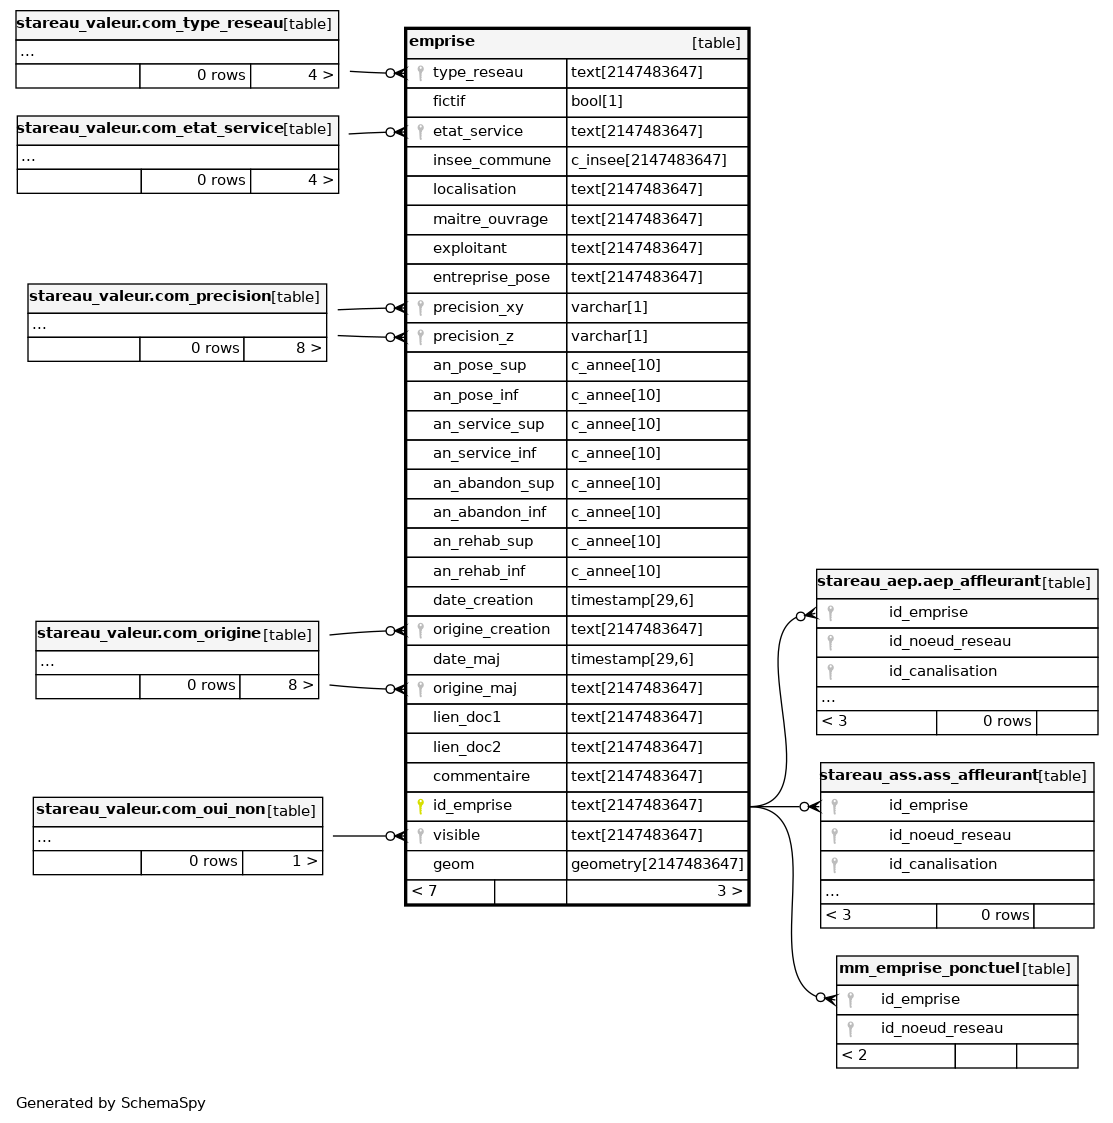 stareau_valeur.com_type_reseau[table]
...
0 rows 4 >
stareau_valeur.com_etat_service[table]
...
0 rows 4 >
stareau_valeur.com_precision[table]
...
0 rows 8 >
stareau_valeur.com_origine[table]
...
0 rows 8 >
stareau_valeur.com_oui_non[table]
...
0 rows 1 >
emprise [table]
type_reseau text[2147483647]
fictif bool[1]
etat_service text[2147483647]
insee_commune c_insee[2147483647]
localisation text[2147483647]
maitre_ouvrage text[2147483647]
exploitant text[2147483647]
entreprise_pose text[2147483647]
precision_xy varchar[1]
precision_z varchar[1]
an_pose_sup c_annee[10]
an_pose_inf c_annee[10]
an_service_sup c_annee[10]
an_service_inf c_annee[10]
an_abandon_sup c_annee[10]
an_abandon_inf c_annee[10]
an_rehab_sup c_annee[10]
an_rehab_inf c_annee[10]
date_creation timestamp[29,6]
origine_creation text[2147483647]
date_maj timestamp[29,6]
origine_maj text[2147483647]
lien_doc1 text[2147483647]
lien_doc2 text[2147483647]
commentaire text[2147483647]
id_emprise text[2147483647]
visible text[2147483647]
geom geometry[2147483647]
< 7 3 >
stareau_aep.aep_affleurant[table]
id_emprise
id_noeud_reseau
id_canalisation
...
< 3 0 rows
stareau_ass.ass_affleurant[table]
id_emprise
id_noeud_reseau
id_canalisation
...
< 3 0 rows
mm_emprise_ponctuel[table]
id_emprise
id_noeud_reseau
< 2
Generated by SchemaSpy